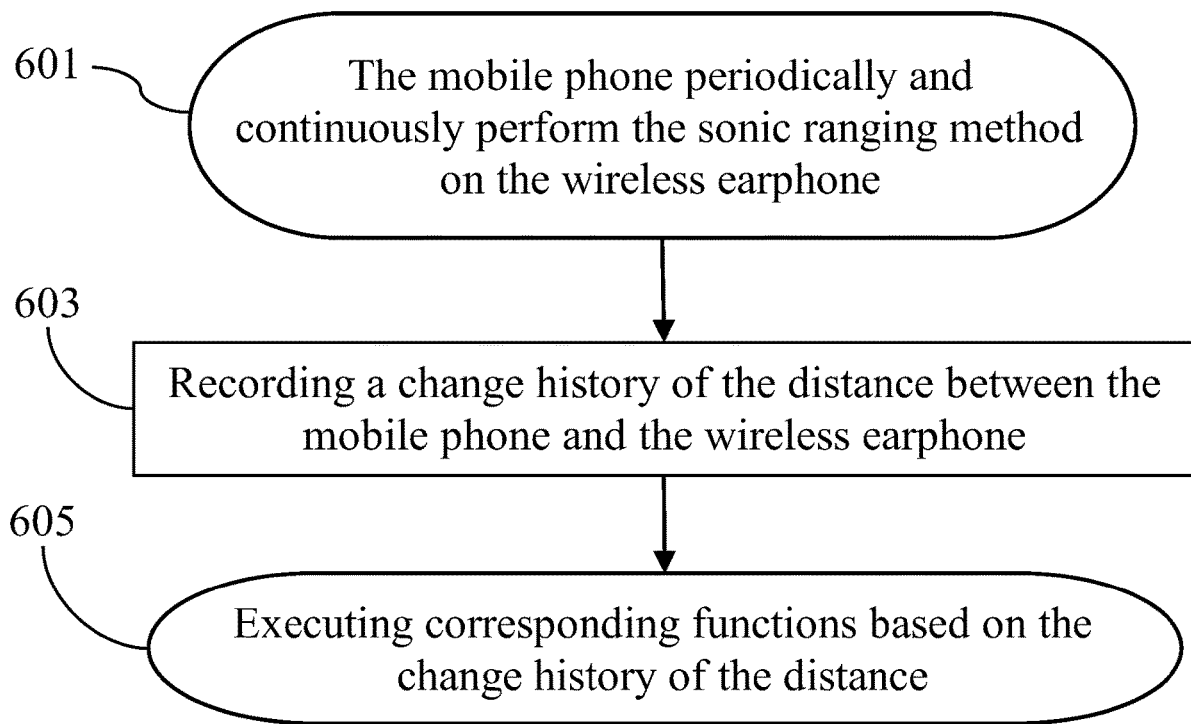 601
The mobile phone periodically and
continuously perform the sonic ranging method
on the wireless earphone
603
Recording a change history of the distance between the
mobile phone and the wireless earphone
605
Executing corresponding functions based on the
change history of the distance